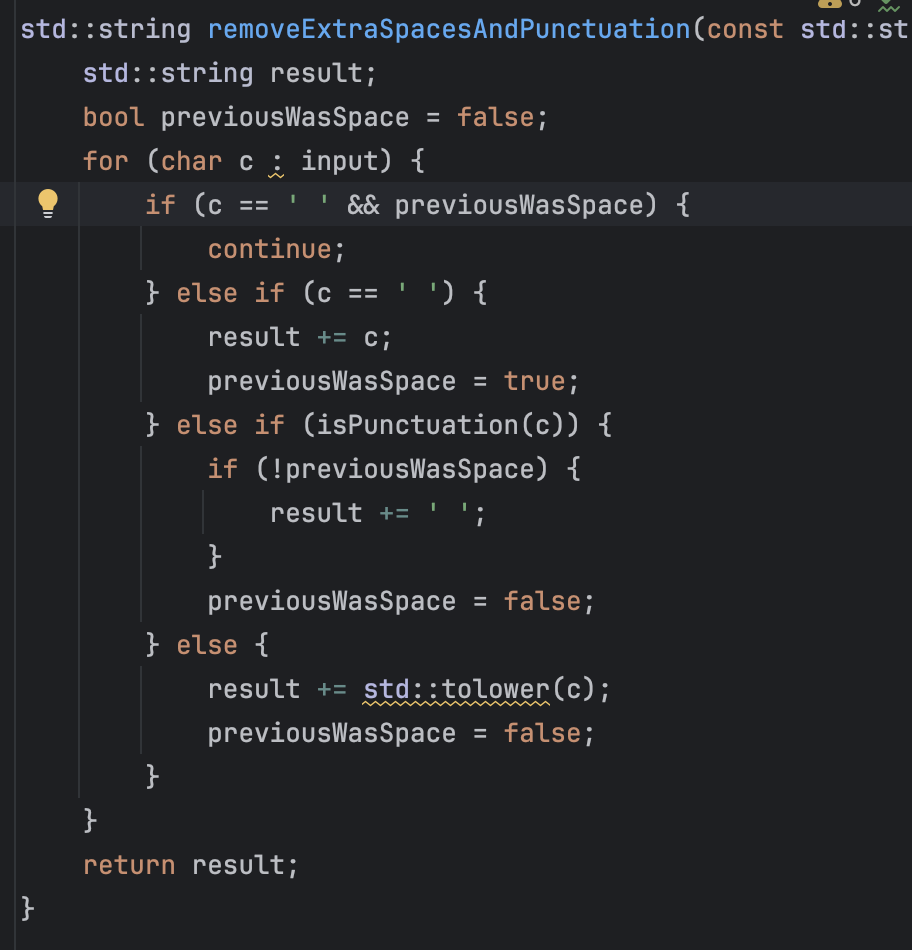 std::string removeExtraSpacesAndPunctuation(const std::st
    std::string result;
    bool previousWasSpace = false;
    for (char c : input) {
        if (c == ' ' && previousWasSpace) {
            continue;
        } else if (c == ' ') {
            result += c;
            previousWasSpace = true;
        } else if (isPunctuation(c)) {
            if (!previousWasSpace) {
                result += ' ';
            }
            previousWasSpace = false;
        } else {
            result += std::tolower(c);
            previousWasSpace = false;
        }
    }
    return result;
}